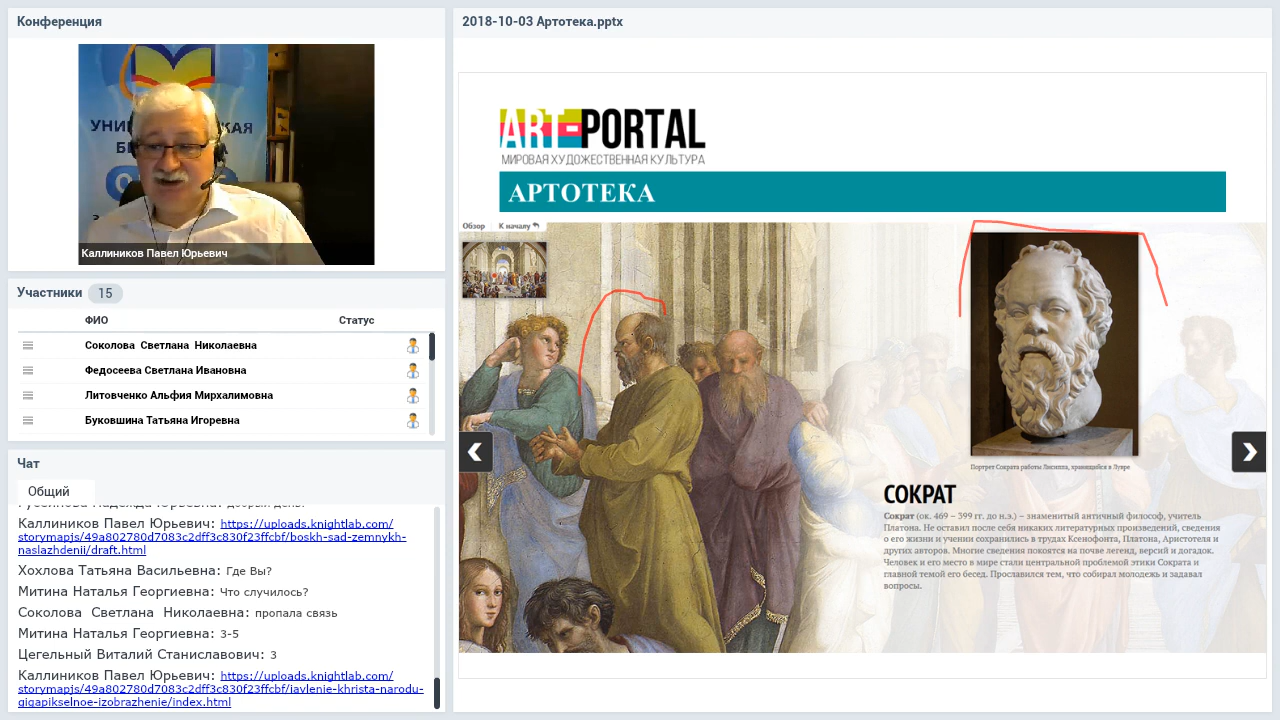 Конференция
УНИ
КАЯ
Каллиников Павел Юрьевич
Участники 15
ФИО Статус
Соколова Светлана Николаевна
Федосеева Светлана Ивановна
Литовченко Альфия Мирхалимовна
Буковшина Татьяна Игоревна
Чат
Общий
Каллиников Павел Юрьевич: https://uploads.knightlab.com/
storymapjs/49a802780d7083c2dff3c830f23ffcbf/boskh-sad-zemnykh-
naslazhdenii/draft.html
Хохлова Татьяна Васильевна: Где Вы?
Митина Наталья Георгиевна: Что случилось?
Соколова Светлана Николаевна: пропала связь
Митина Наталья Георгиевна: 3-5
Цегельный Виталий Станиславович: 3
Каллиников Павел Юрьевич: https://uploads.knightlab.com/
storymapjs/49a802780d7083c2dff3c830f23ffcbf/iavlenie-khrista-narodu-
gigapikselnoe-izobrazhenie/index.html
2018-10-03 Артотека.pptx
ART-PORTAL
МИРОВАЯ ХУДОЖЕСТВЕННАЯ КУЛЬТУРА
АРТОТЕКА
Обзор К началу
Портрет Сократа работы Лисиппа, хранящийся в Лувре
СОКРАТ
Сократ (ок. 469 – 399 гг. до н.э.) – знаменитый античный философ, учитель
Платона. Не оставил после себя никаких литературных произведений, сведения
о его жизни и учении сохранились в трудах Ксенофонта, Платона, Аристотеля и
других авторов. Многие сведения покоятся на почве легенд, версий и догадок.
Человек и его место в мире стали центральной проблемой этики Сократа и
главной темой его бесед. Прославился тем, что собирал молодежь и задавал
вопросы.